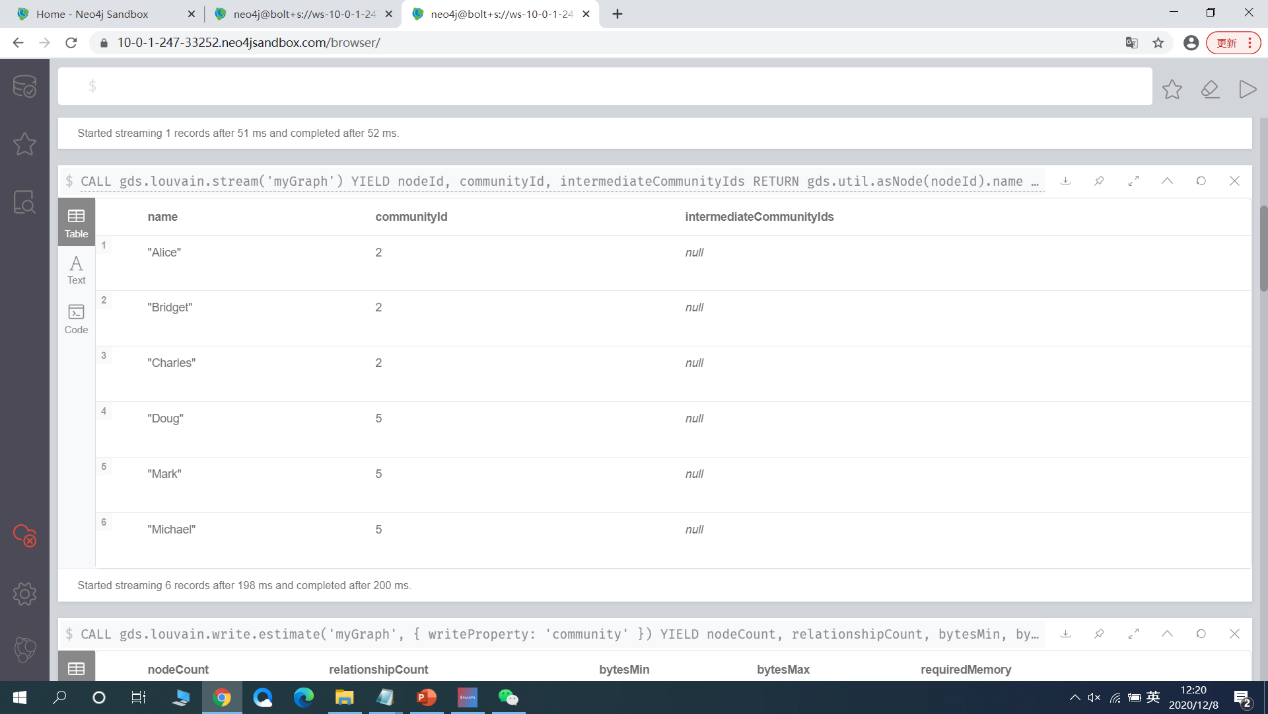 Home - Neo4j Sandbox
neo4j@bolt+s://ws-10-0-1-24
neo4j@bolt+s://ws-10-0-1-24
10-0-1-247-33252.neo4jsandbox.com/browser/
更新
$
Started streaming 1 records after 51 ms and completed after 52 ms.
$ CALL gds.louvain.stream('myGraph') YIELD nodeId, communityId, intermediateCommunityIds RETURN gds.util.asNode(nodeId).name …
Table
Text
Code
name communityId intermediateCommunityIds
1 "Alice" 2 null
2 "Bridget" 2 null
3 "Charles" 2 null
4 "Doug" 5 null
5 "Mark" 5 null
6 "Michael" 5 null
Started streaming 6 records after 198 ms and completed after 200 ms.
$ CALL gds.louvain.write.estimate('myGraph', { writeProperty: 'community' }) YIELD nodeCount, relationshipCount, bytesMin, by…
nodeCount relationshipCount bytesMin bytesMax requiredMemory
英
12:20
2020/12/8
2